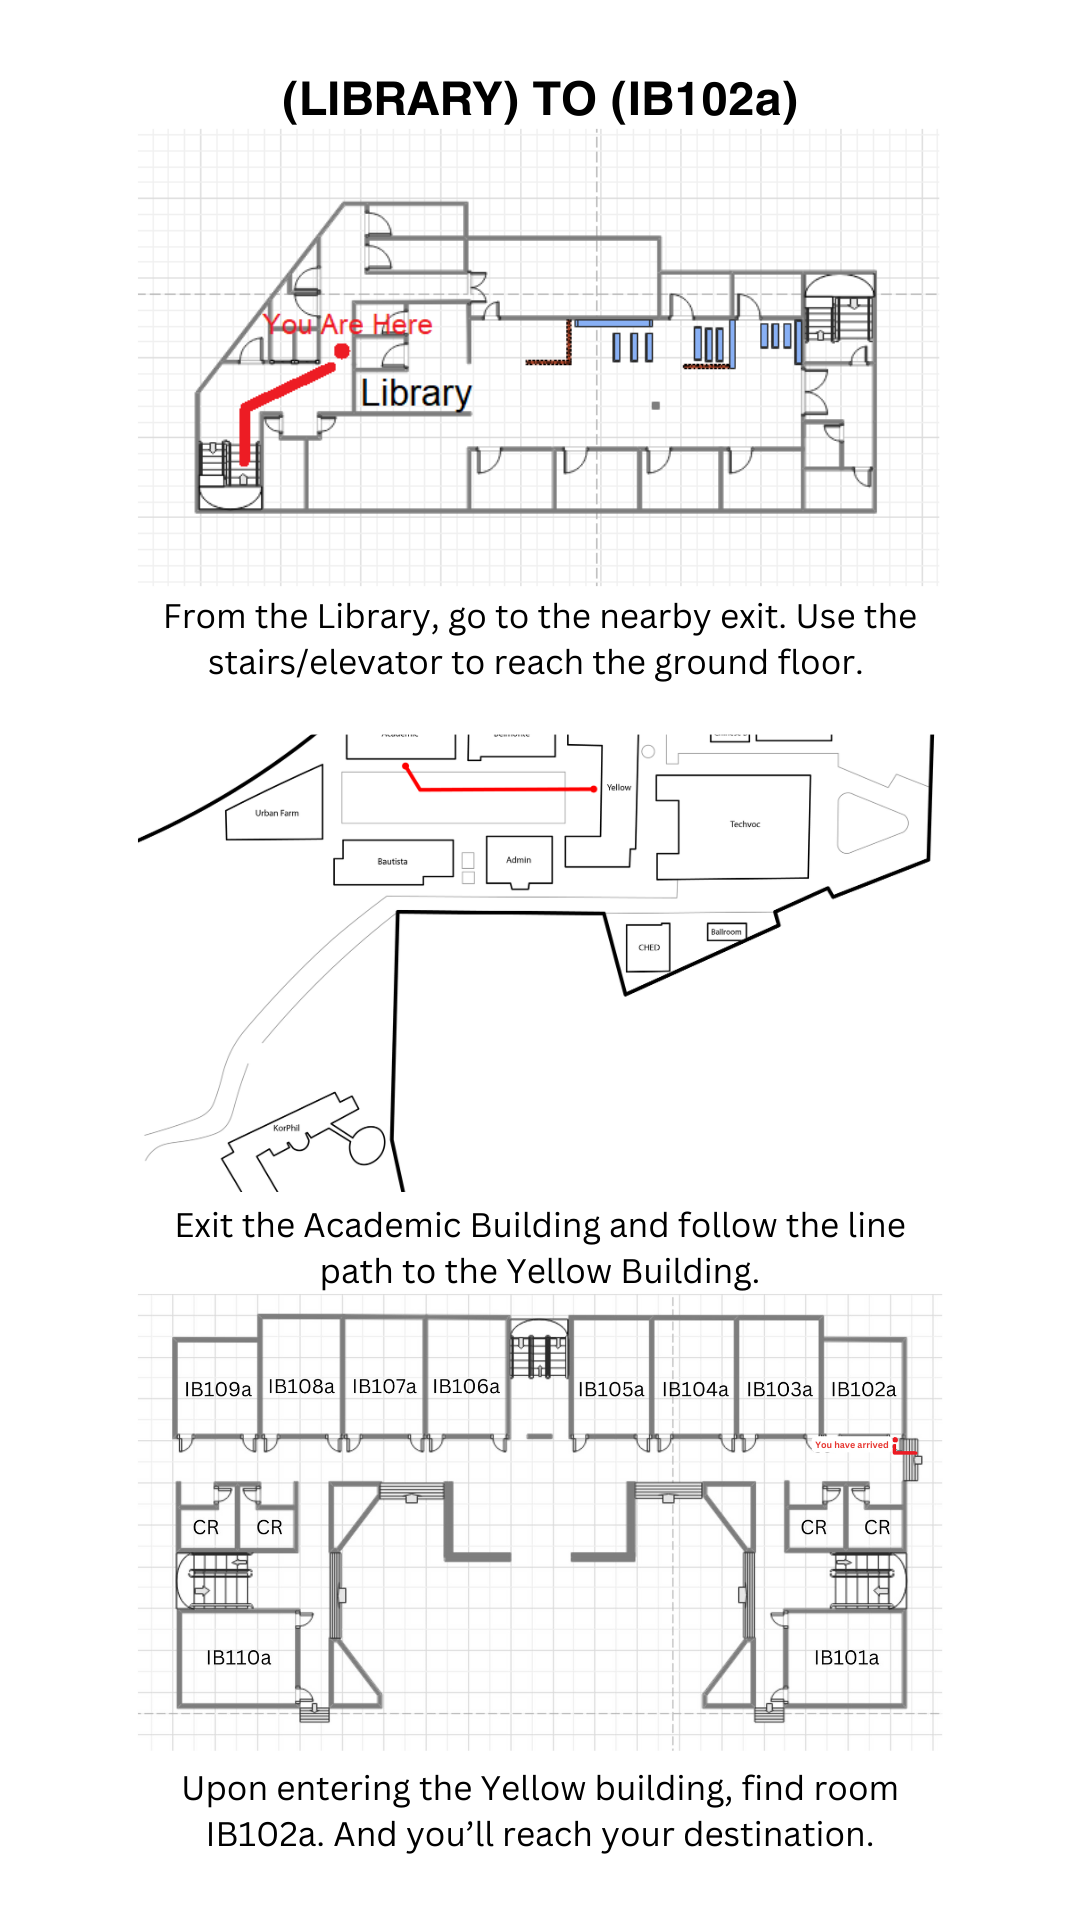 (LIBRARY) TO (IB102a)
You Are Here
Library
From the Library, go to the nearby exit. Use the
stairs/elevator to reach the ground floor.
Academic
Belmonte
Yellow
Urban Farm
Techvoc
Bautista
Admin
CHED
Ballroom
KorPhil
Exit the Academic Building and follow the line
path to the Yellow Building.
IB109a
IB108a
IB107a
IB106a
IB105a
IB104a
IB103a
IB102a
You have arrived
CR
CR
CR
CR
IB110a
IB101a
Upon entering the Yellow building, find room
IB102a. And you’ll reach your destination.